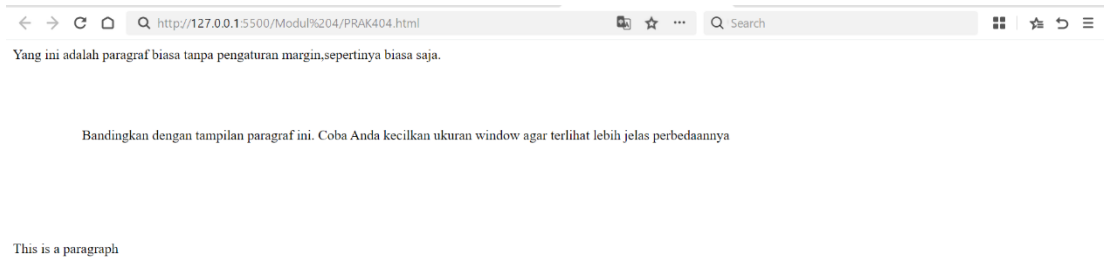 http://127.0.0.1:5500/Modul%204/PRAK404.html Search
Yang ini adalah paragraf biasa tanpa pengaturan margin,sepertinya biasa saja.
Bandingkan dengan tampilan paragraf ini. Coba Anda kecilkan ukuran window agar terlihat lebih jelas perbedaannya
This is a paragraph